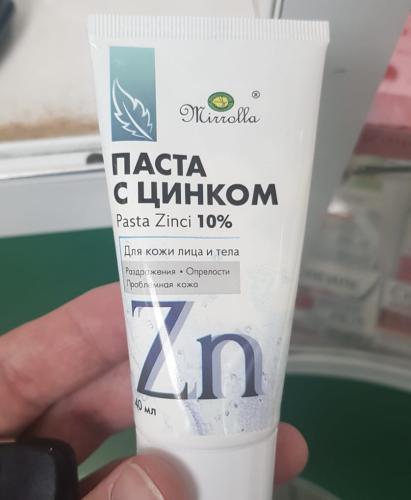 Mirrolla ®
ПАСТА
С ЦИНКОМ
Pasta Zinci 10%
Для кожи лица и тела
Раздражения • Опрелости
Проблемная кожа
Zn
40 мл